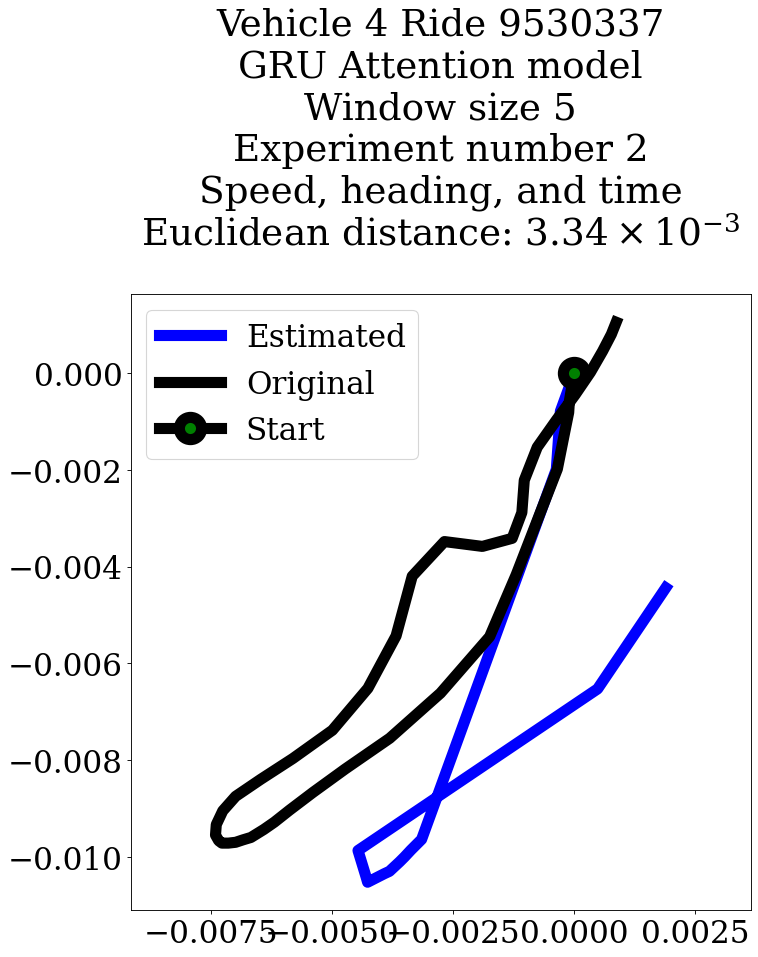 Vehicle 4 Ride 9530337
GRU Attention model
Window size 5
Experiment number 2
Speed, heading, and time
Euclidean distance: 3.34 × 10⁻³
Estimated
Original
Start
0.000
−0.002
−0.004
−0.006
−0.008
−0.010
−0.0075 −0.0050 −0.0025 0.0000 0.0025